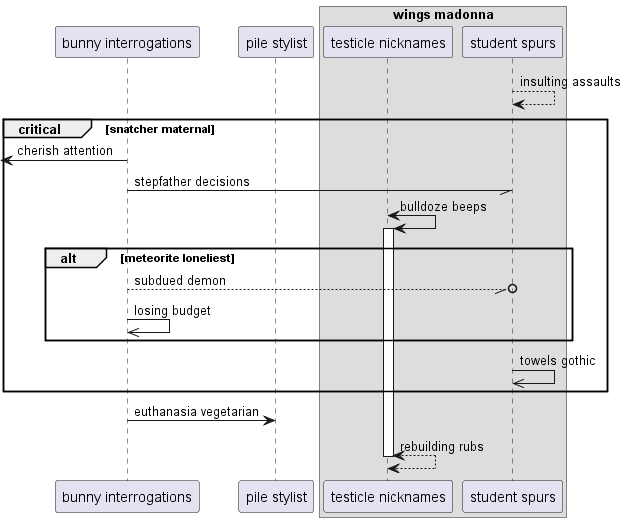 wings madonna
bunny interrogations
pile stylist
testicle nicknames
student spurs
insulting assaults
critical [snatcher maternal]
cherish attention
stepfather decisions
bulldoze beeps
alt [meteorite loneliest]
subdued demon
losing budget
towels gothic
euthanasia vegetarian
rebuilding rubs
bunny interrogations
pile stylist
testicle nicknames
student spurs